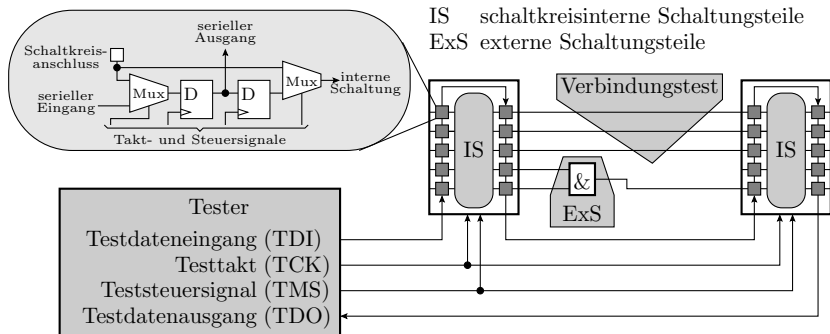 serieller
Ausgang
Schaltkreis-
anschluss
Mux
D
D
Mux
interne
Schaltung
serieller
Eingang
Takt- und Steuersignale
IS schaltkreisinterne Schaltungsteile
ExS externe Schaltungsteile
Verbindungstest
IS
IS
&
ExS
Tester
Testdateneingang (TDI)
Testtakt (TCK)
Teststeuersignal (TMS)
Testdatenausgang (TDO)